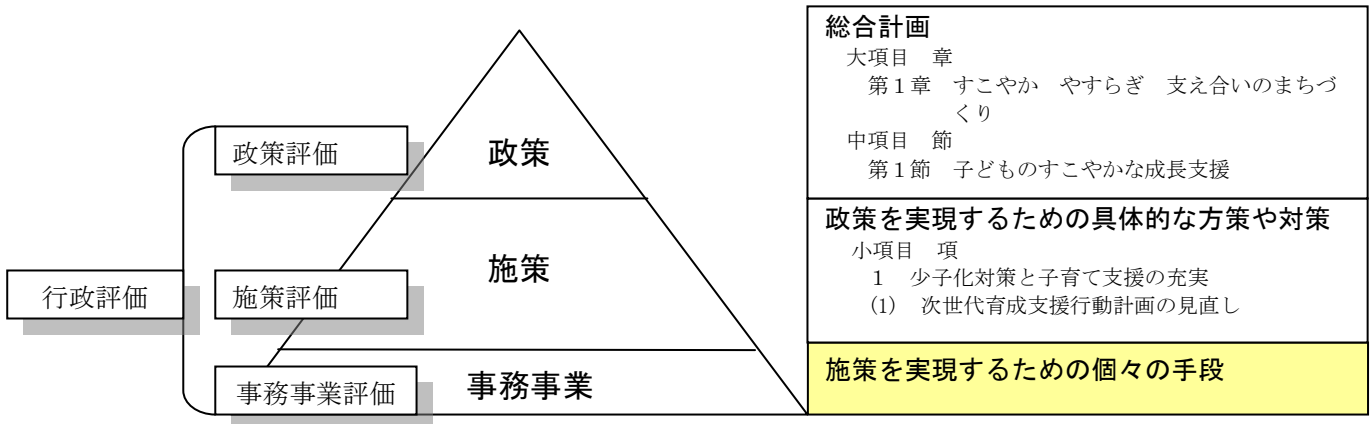 行政評価
政策評価
施策評価
事務事業評価
政策
施策
事務事業
総合計画
大項目　章
第１章　すこやか　やすらぎ　支え合いのまちづ
くり
中項目　節
第１節　子どものすこやかな成長支援
政策を実現するための具体的な方策や対策
小項目　項
１　少子化対策と子育て支援の充実
(1)　次世代育成支援行動計画の見直し
施策を実現するための個々の手段